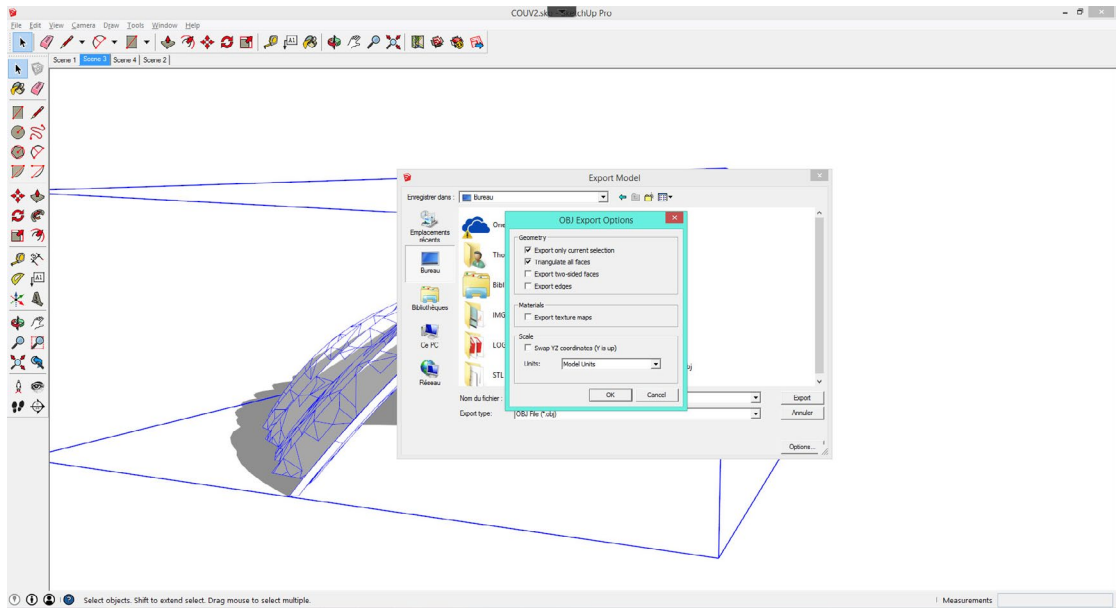 COUV2.sk chUp Pro
File Edit View Camera Draw Tools Window Help
Scene 1 Scene 3 Scene 4 Scene 2
Export Model
Enregistrer dans : Bureau
Emplacements récents
Bureau
Bibliothèques
Ce PC
Réseau
One
Tho
Bibl
IMG
LOG
STL
OBJ Export Options
Geometry
Export only current selection
Triangulate all faces
Export two-sided faces
Export edges
Materials
Export texture maps
Scale
Swap YZ coordinates (Y is up)
Units: Model Units
OK Cancel
Nom du fichier :
Export
Export type: OBJ File (*.obj)
Annuler
Options...
Select objects. Shift to extend select. Drag mouse to select multiple.
Measurements